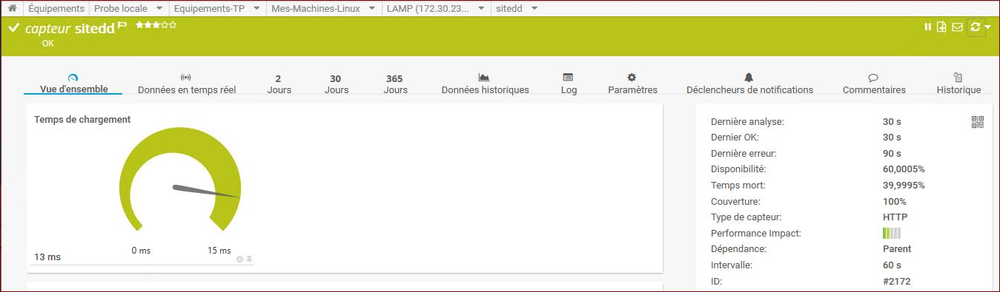 Équipements Probe locale Equipements-TP Mes-Machines-Linux LAMP (172.30.23... sitedd
capteur sitedd
OK
Vue d'ensemble
Données en temps réel
2 Jours
30 Jours
365 Jours
Données historiques
Log
Paramètres
Déclencheurs de notifications
Commentaires
Historique
Temps de chargement
0 ms 15 ms
13 ms
Dernière analyse: 30 s
Dernier OK: 30 s
Dernière erreur: 90 s
Disponibilité: 60,0005%
Temps mort: 39,9995%
Couverture: 100%
Type de capteur: HTTP
Performance Impact:
Dépendance: Parent
Intervalle: 60 s
ID: #2172